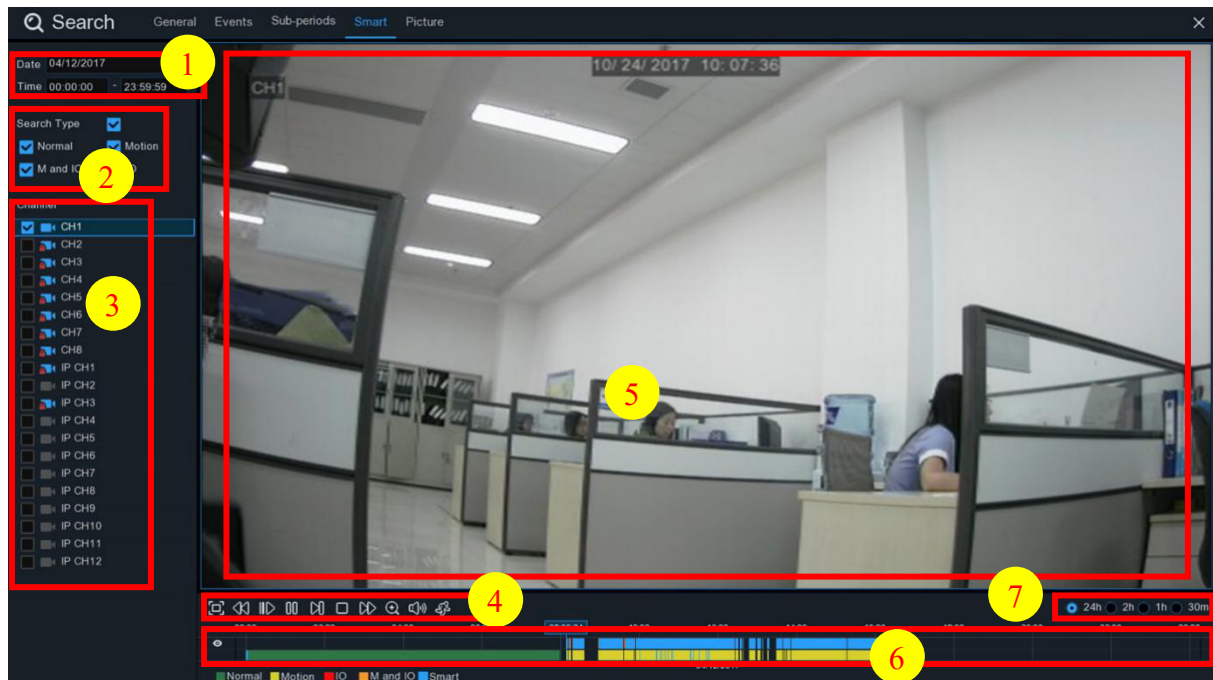 Search General Events Sub-periods Smart Picture
Date 04/12/2017
1
Time 00:00:00 - 23:59:59
10/24/2017 10:07:36
CH1
Search Type
Normal Motion
M and IO
2
Channel
CH1
CH2
CH3
CH4
CH5
CH6
CH7
CH8
IP CH1
IP CH2
IP CH3
IP CH4
IP CH5
IP CH6
IP CH7
IP CH8
IP CH9
IP CH10
IP CH11
IP CH12
3
5
4
7
24h 2h 1h 30m
6
Normal Motion IO M and IO Smart